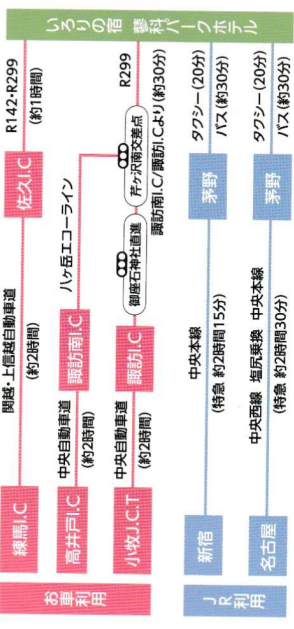 いろりの宿 蓼科パークホテル
お車利用
練馬I.C
関越・上信越自動車道
(約2時間)
佐久I.C
R142・R299
(約1時間)
高井戸I.C
中央自動車道
(約2時間)
諏訪南I.C
八ヶ岳エコーライン
小牧J.C.T
中央自動車道
(約2時間)
諏訪I.C
御座石神社直進
芹ヶ沢南交差点
R299
諏訪南I.C/諏訪I.Cより(約30分)
JR利用
新宿
中央本線
(特急 約2時間15分)
茅野
タクシー(20分)
バス(約30分)
名古屋
中央西線 塩尻乗換 中央本線
(特急 約2時間30分)
茅野
タクシー(20分)
バス(約30分)